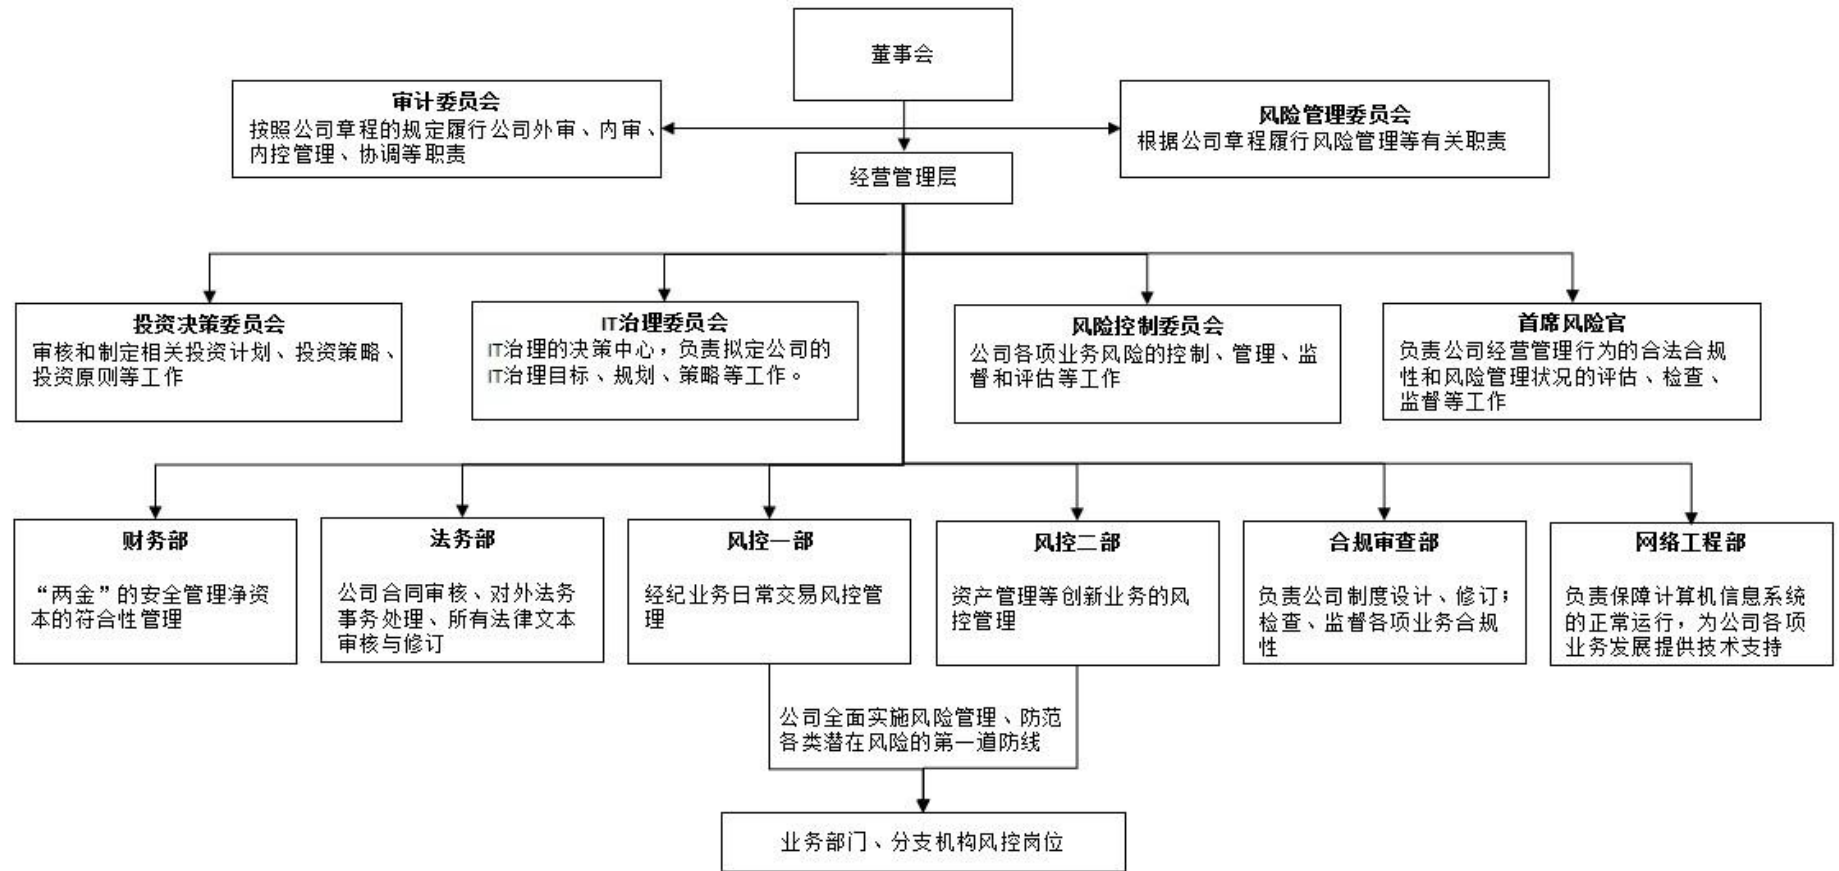 董事会
审计委员会
按照公司章程的规定履行公司外审、内审、
内控管理、协调等职责
风险管理委员会
根据公司章程履行风险管理等有关职责
经营管理层
投资决策委员会
审核和制定相关投资计划、投资策略、
投资原则等工作
IT治理委员会
IT治理的决策中心，负责拟定公司的
IT治理目标、规划、策略等工作。
风险控制委员会
公司各项业务风险的控制、管理、监
督和评估等工作
首席风险官
负责公司经营管理行为的合法合规
性和风险管理状况的评估、检查、
监督等工作
财务部
“两金”的安全管理净资
本的符合性管理
法务部
公司合同审核、对外法务
事务处理、所有法律文本
审核与修订
风控一部
经纪业务日常交易风控管
理
风控二部
资产管理等创新业务的风
控管理
合规审查部
负责公司制度设计、修订；
检查、监督各项业务合规
性
网络工程部
负责保障计算机信息系统
的正常运行，为公司各项
业务发展提供技术支持
公司全面实施风险管理、防范
各类潜在风险的第一道防线
业务部门、分支机构风控岗位